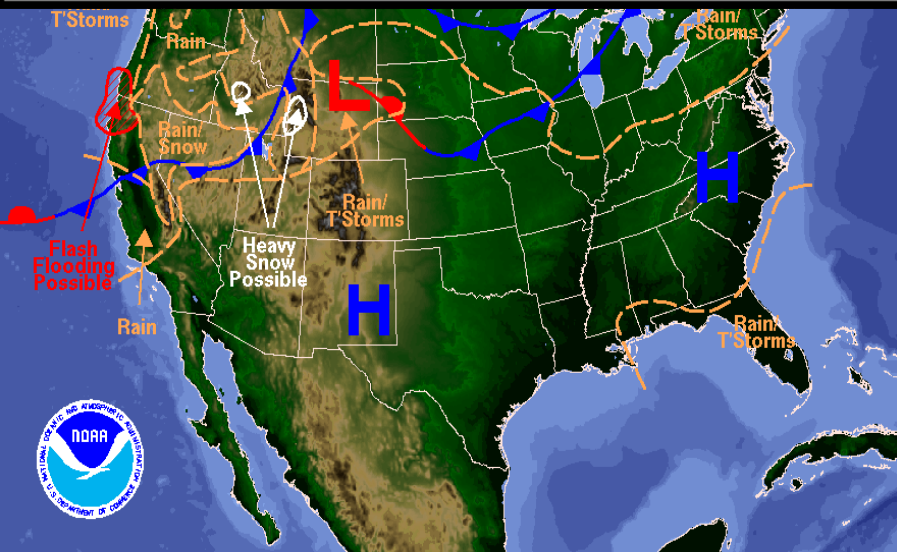 T'Storms
Rain
Rain/
T'Storms
L
Rain/
Snow
H
Rain/
T'Storms
Flash
Flooding
Possible
Heavy
Snow
Possible
H
Rain
Rain/
T'Storms
NOAA
NATIONAL OCEANIC AND ATMOSPHERIC ADMINISTRATION
U.S. DEPARTMENT OF COMMERCE